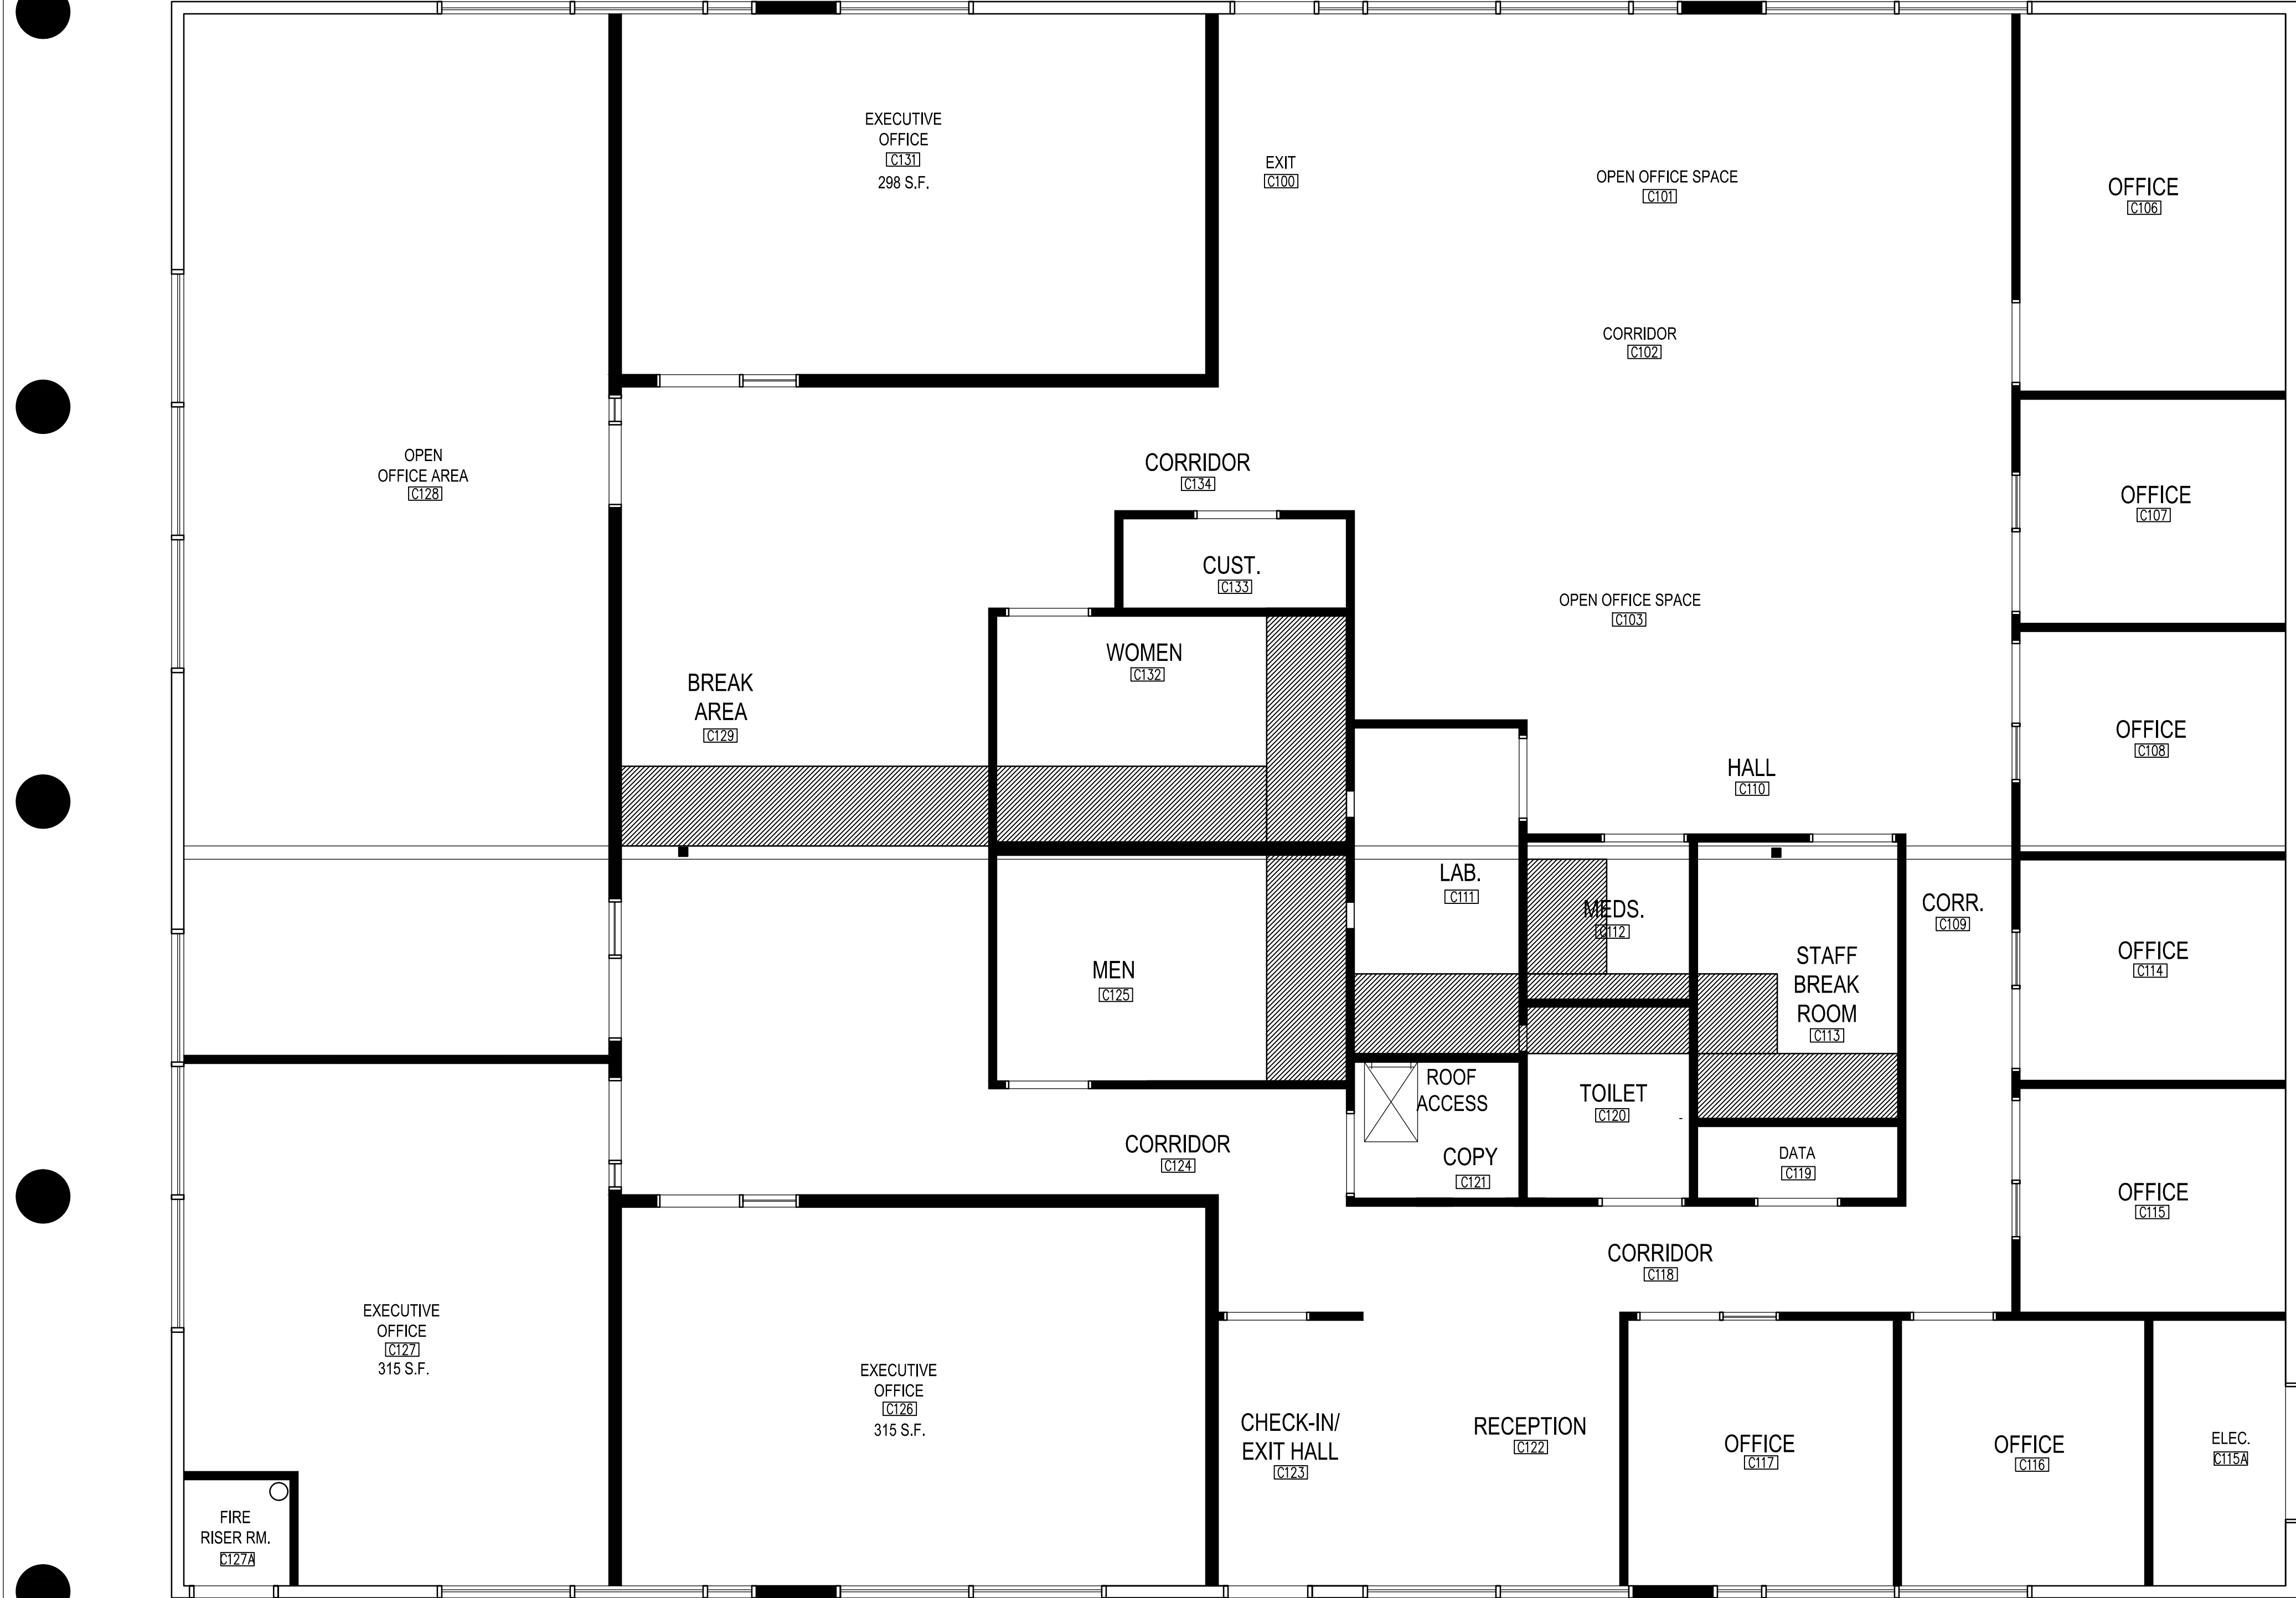 EXECUTIVE
OFFICE
C131
298 S.F.
EXIT
C100
OPEN OFFICE SPACE
C101
OFFICE
C106
CORRIDOR
C102
OPEN
OFFICE AREA
C128
CORRIDOR
C134
OFFICE
C107
CUST.
C133
OPEN OFFICE SPACE
C103
WOMEN
C132
BREAK
AREA
C129
OFFICE
C108
HALL
C110
LAB.
C111
MEDS.
C112
CORR.
C109
STAFF
BREAK
ROOM
C113
OFFICE
C114
MEN
C125
ROOF
ACCESS
TOILET
C120
CORRIDOR
C124
COPY
C121
DATA
C119
OFFICE
C115
CORRIDOR
C118
EXECUTIVE
OFFICE
C127
315 S.F.
EXECUTIVE
OFFICE
C126
315 S.F.
CHECK-IN/
EXIT HALL
C123
RECEPTION
C122
OFFICE
C117
OFFICE
C116
ELEC.
C115A
FIRE
RISER RM.
C127A